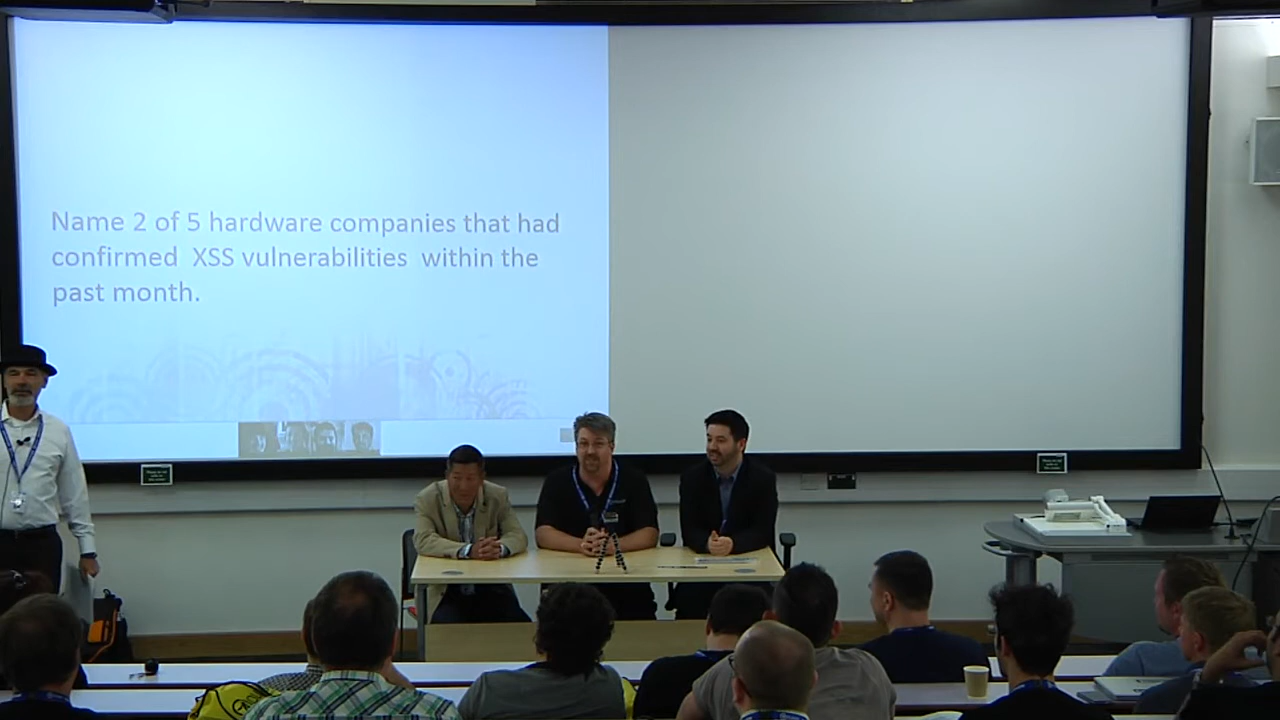 Name 2 of 5 hardware companies that had
confirmed XSS vulnerabilities within the
past month.